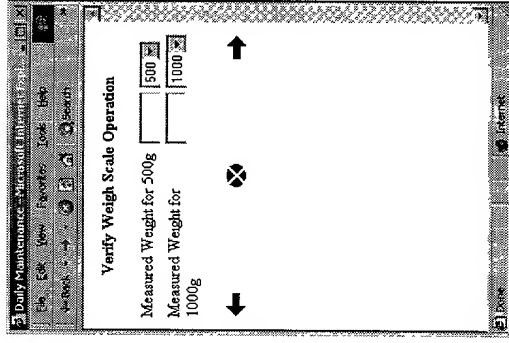 Daily Maintenance - Microsoft Internet Expl...
File Edit View Favorites Tools Help
Back Search
Verify Weigh Scale Operation
Measured Weight for 500g 500
Measured Weight for 1000
1000g
Done Internet